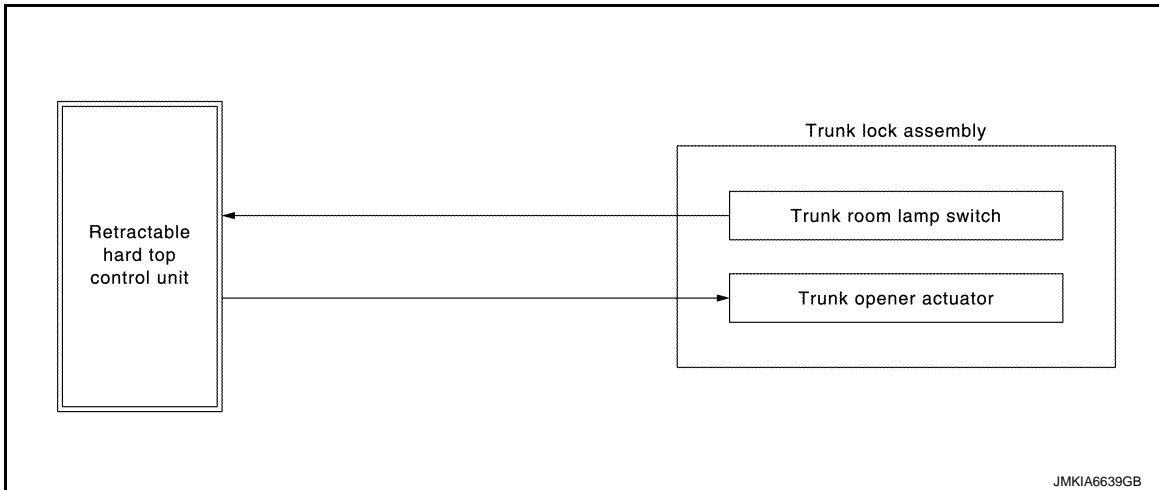 Trunk lock assembly
Retractable
hard top
control unit
Trunk room lamp switch
Trunk opener actuator
JMKIA6639GB